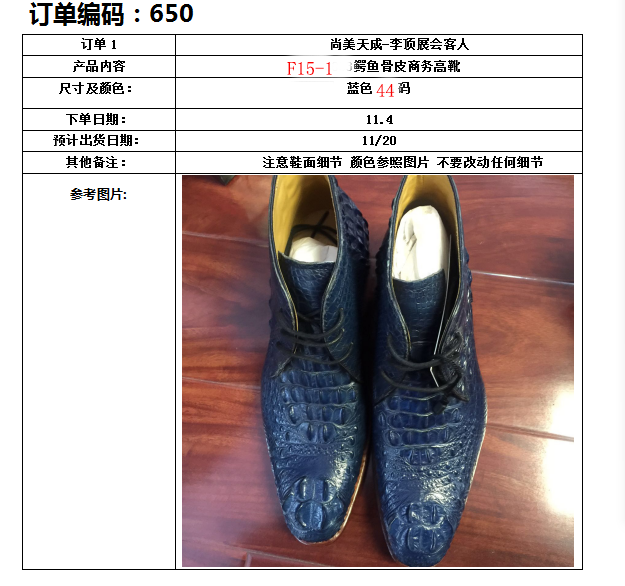 订单编码：650
订单 1 尚美天成-李顶展会客人
产品内容 F15-1 鳄鱼骨皮商务高靴
尺寸及颜色： 蓝色 44 码
下单日期： 11.4
预计出货日期： 11/20
其他备注： 注意鞋面细节 颜色参照图片 不要改动任何细节
参考图片: